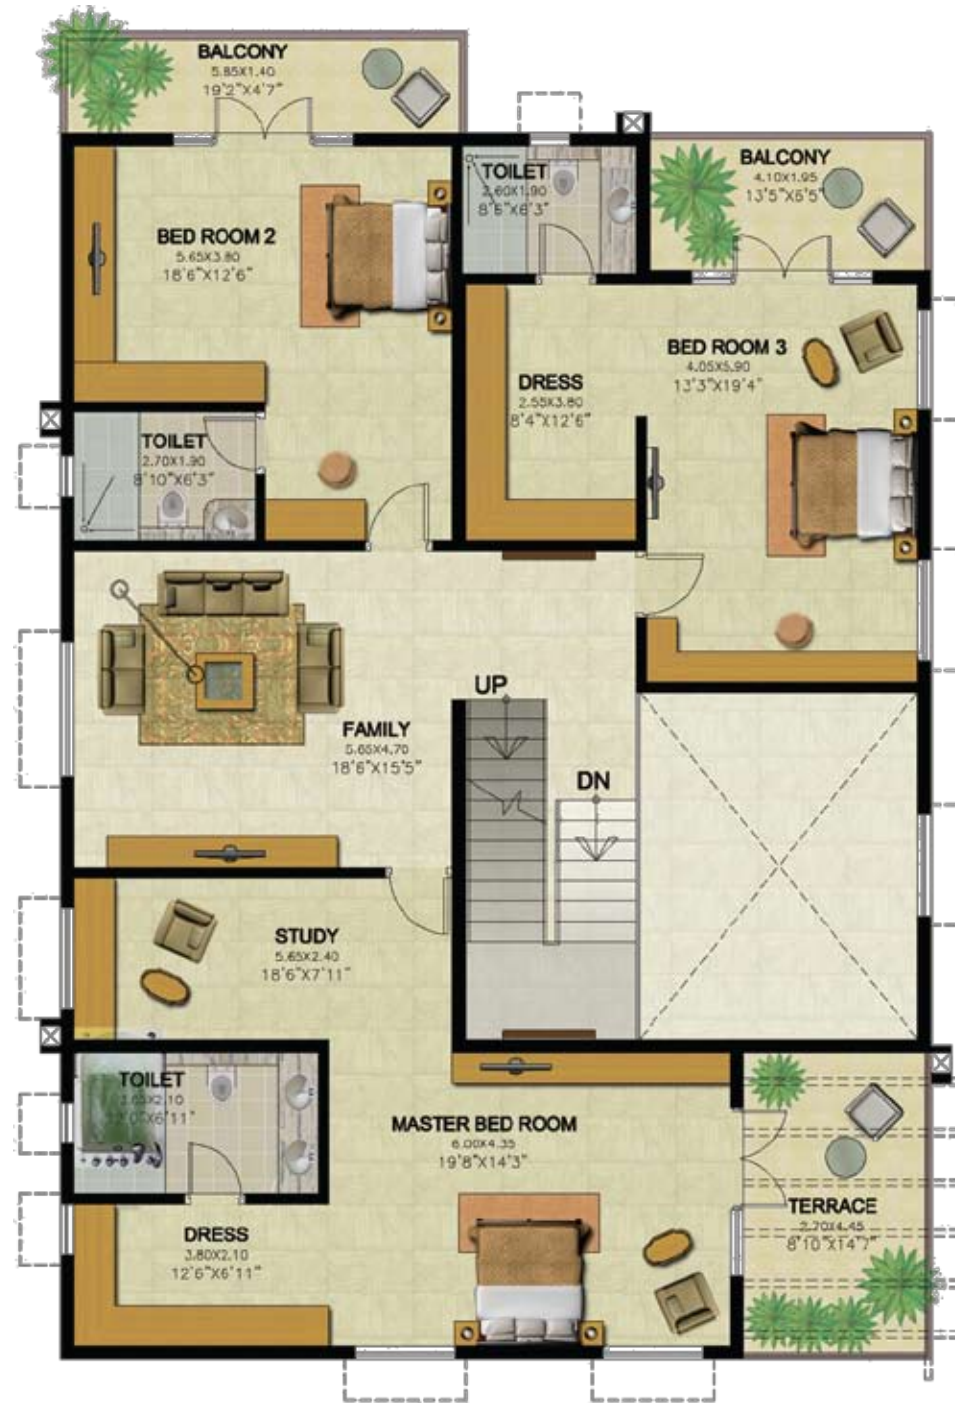 BALCONY
5.85X1.40
19'2"X4'7"
TOILET
2.60X1.90
8'6"X6'3"
BALCONY
4.10X1.95
13'5"X6'5"
BED ROOM 2
5.65X3.80
18'6"X12'6"
BED ROOM 3
4.05X5.90
13'3"X19'4"
DRESS
2.55X3.80
8'4"X12'6"
TOILET
2.70X1.90
8'10"X6'3"
UP
FAMILY
5.65X4.70
18'6"X15'5"
DN
STUDY
5.65X2.40
18'6"X7'11"
TOILET
X2.10
X6'11"
MASTER BED ROOM
6.00X4.35
19'8"X14'3"
TERRACE
2.70X4.45
8'10"X14'7"
DRESS
3.80X2.10
12'6"X6'11"